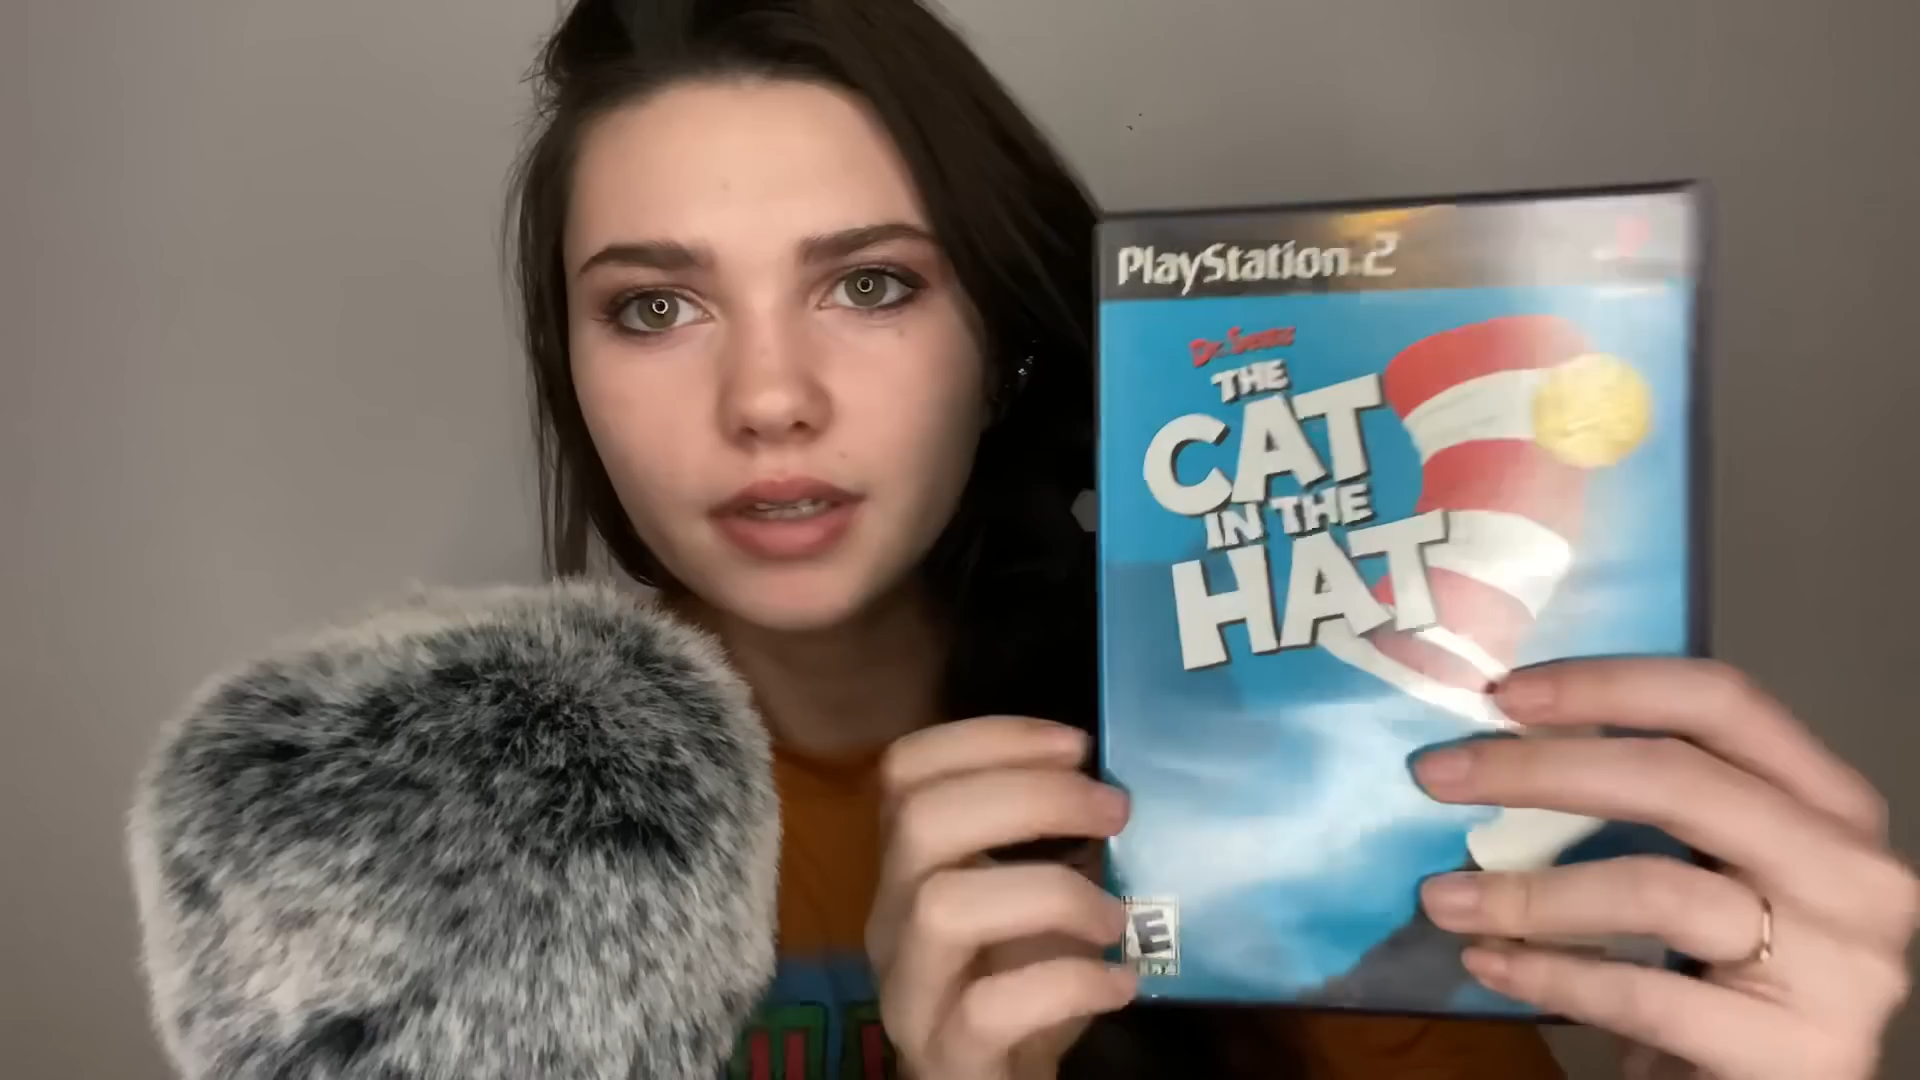 PlayStation 2
Dr. Seuss
THE
CAT
IN THE
HAT
E